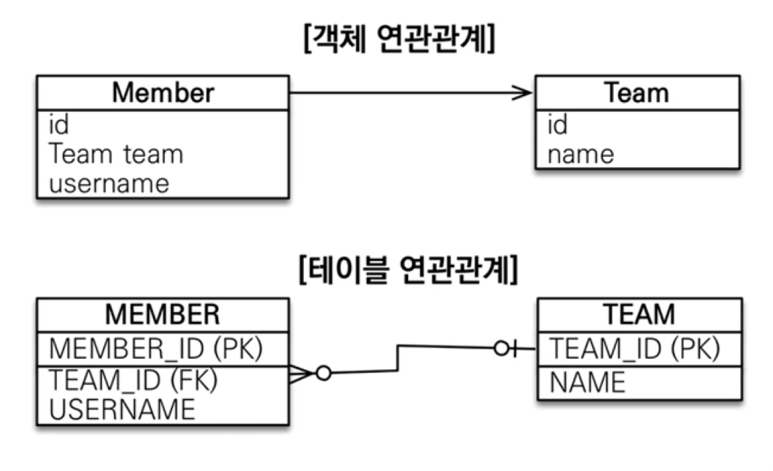 [객체 연관관계]
Member
id
Team team
username
Team
id
name
[테이블 연관관계]
MEMBER
MEMBER_ID (PK)
TEAM_ID (FK)
USERNAME
TEAM
TEAM_ID (PK)
NAME